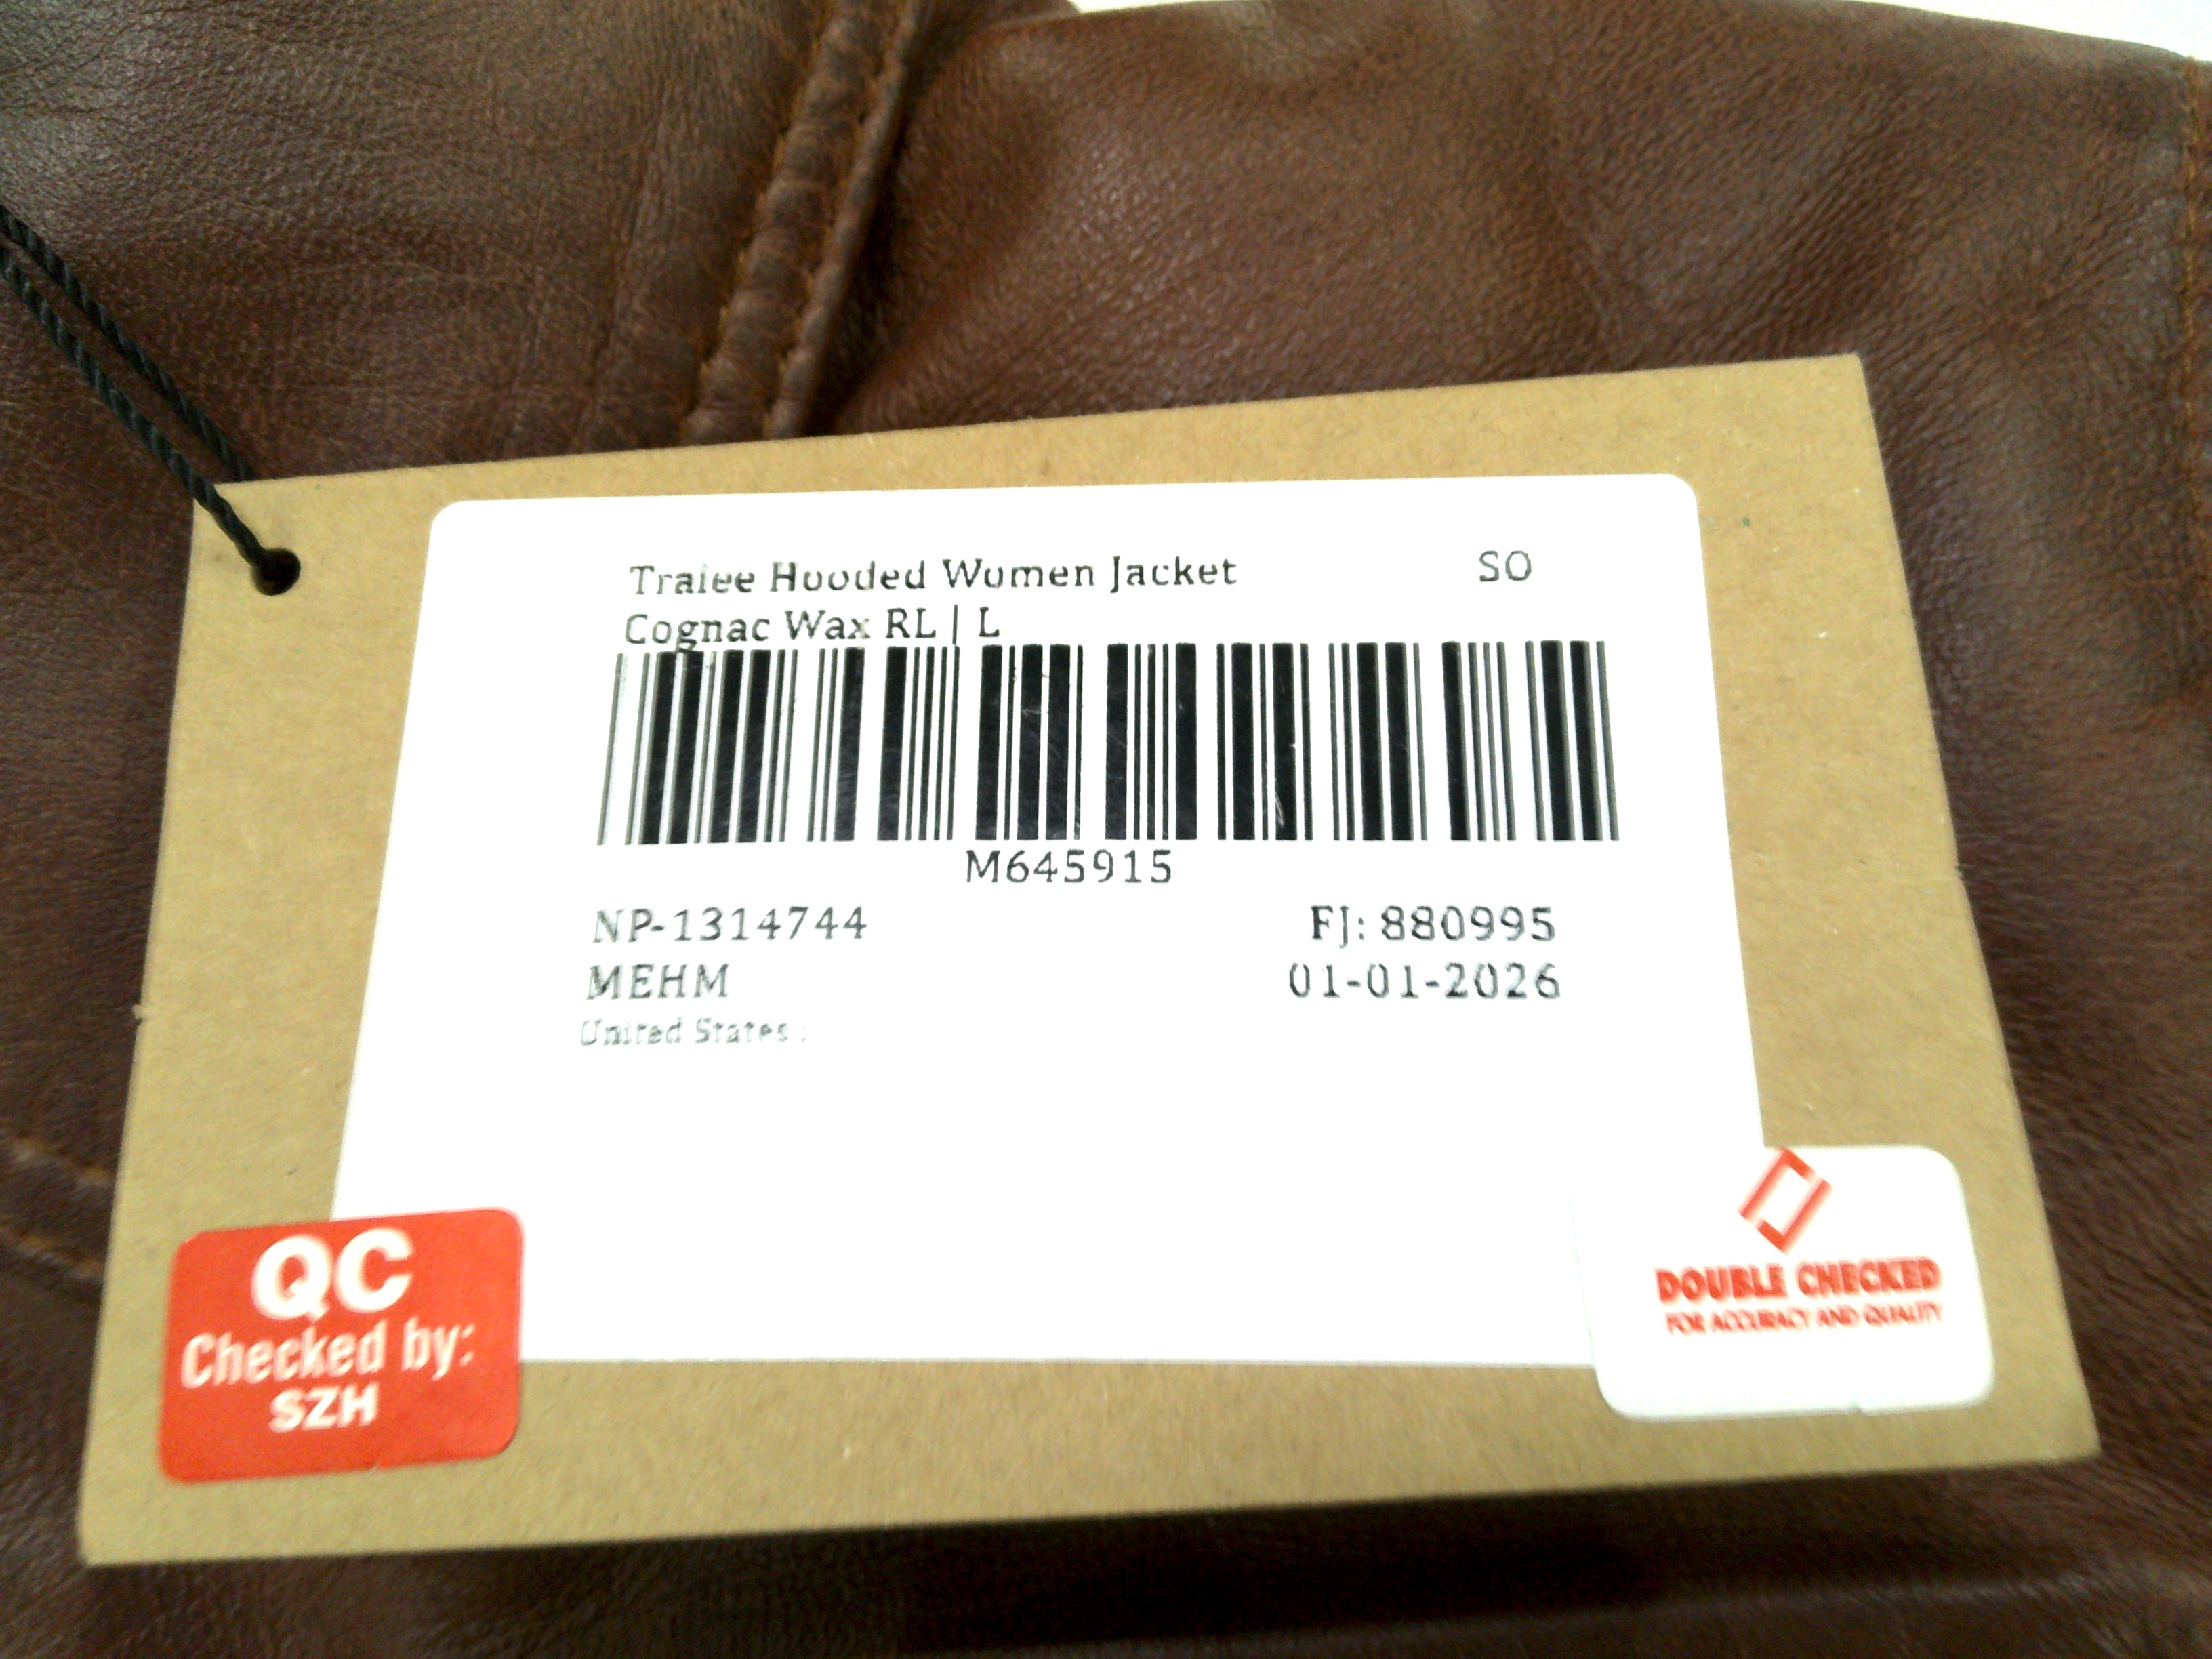 Tralee Hooded Women Jacket SO
Cognac Wax RL | L
M645915
NP-1314744 FJ: 880995
MEHM 01-01-2026
United States :
QC
Checked by:
SZH
DOUBLE CHECKED
FOR ACCURACY AND QUALITY